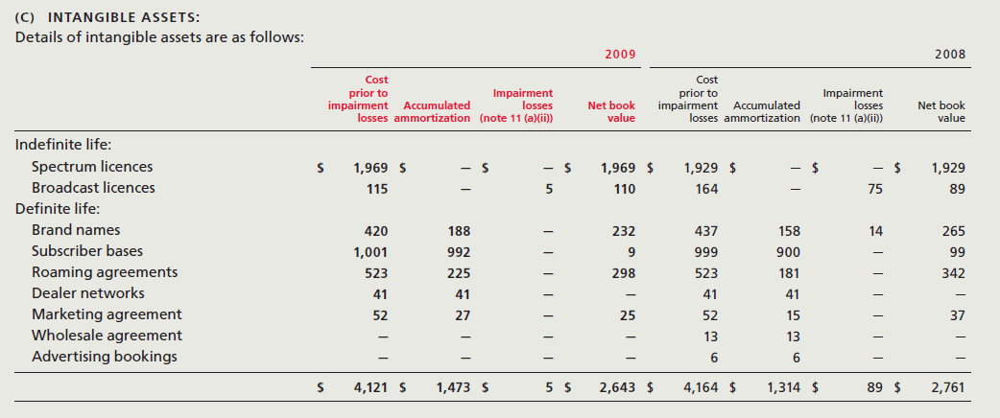 (C) INTANGIBLE ASSETS:
Details of intangible assets are as follows:
2009 2008
Cost Cost
prior to Impairment prior to Impairment
impairment Accumulated losses Net book impairment Accumulated losses Net book
losses ammortization (note 11 (a)(ii)) value losses ammortization (note 11 (a)(ii)) value
Indefinite life:
Spectrum licences $ 1,969 $ — $ — $ 1,969 $ 1,929 $ — $ — $ 1,929
Broadcast licences 115 — 5 110 164 — 75 89
Definite life:
Brand names 420 188 — 232 437 158 14 265
Subscriber bases 1,001 992 — 9 999 900 — 99
Roaming agreements 523 225 — 298 523 181 — 342
Dealer networks 41 41 — — 41 41 — —
Marketing agreement 52 27 — 25 52 15 — 37
Wholesale agreement — — — — 13 13 — —
Advertising bookings — — — — 6 6 — —
$ 4,121 $ 1,473 $ 5 $ 2,643 $ 4,164 $ 1,314 $ 89 $ 2,761